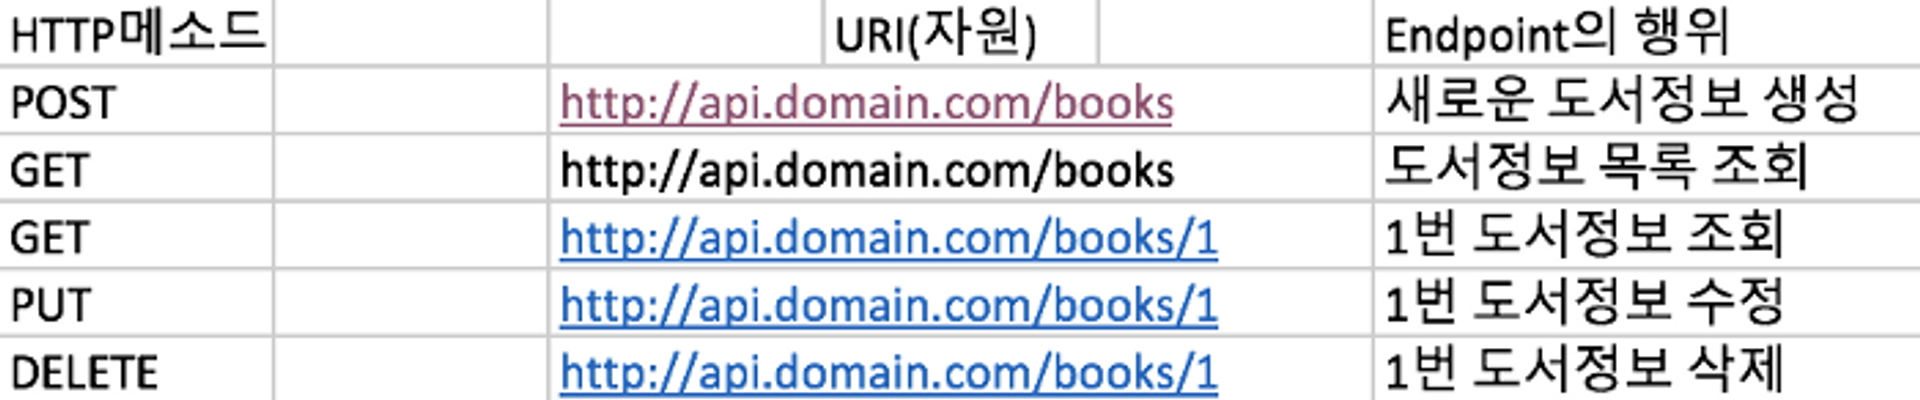 HTTP메소드 URI(자원) Endpoint의 행위
POST http://api.domain.com/books 새로운 도서정보 생성
GET http://api.domain.com/books 도서정보 목록 조회
GET http://api.domain.com/books/1 1번 도서정보 조회
PUT http://api.domain.com/books/1 1번 도서정보 수정
DELETE http://api.domain.com/books/1 1번 도서정보 삭제